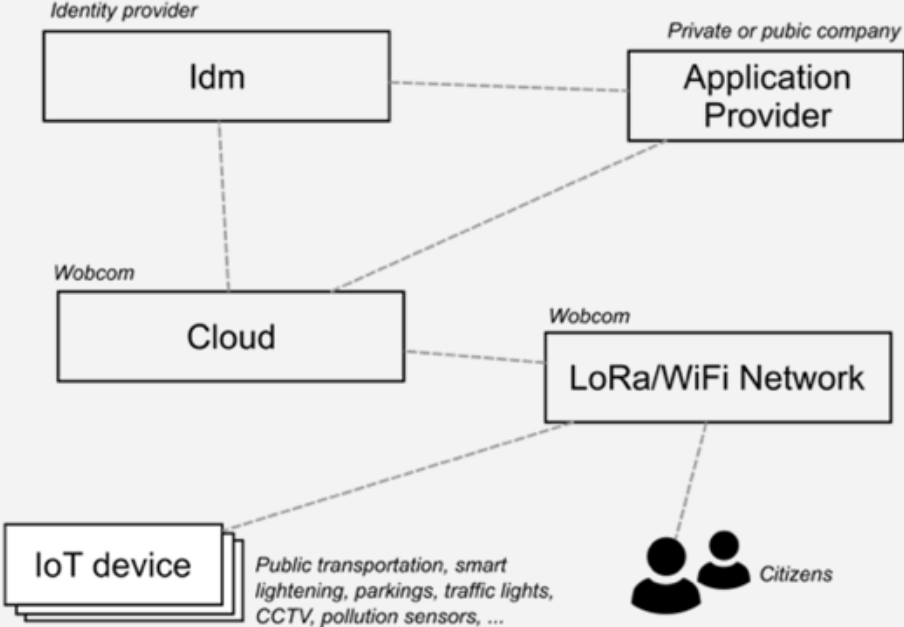 Identity provider
Idm
Private or pubic company
Application
Provider
Wobcom
Cloud
Wobcom
LoRa/WiFi Network
IoT device
Public transportation, smart
lightening, parkings, traffic lights,
CCTV, pollution sensors, ...
Citizens